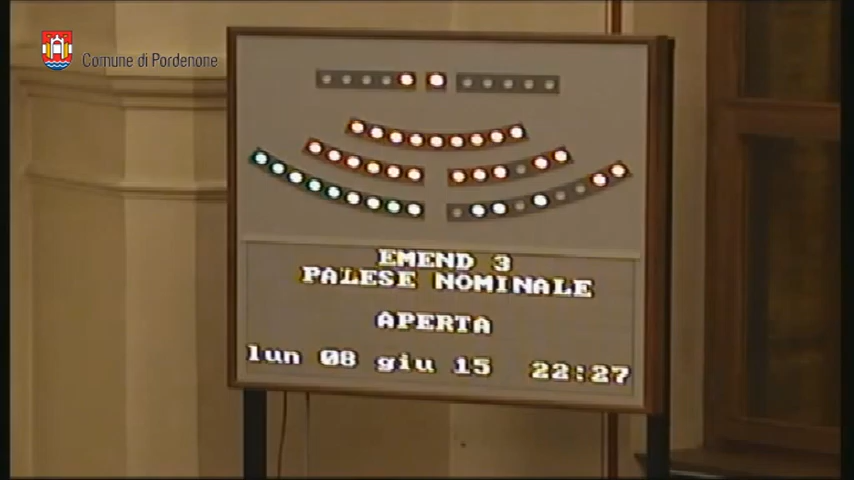 Comune di Pordenone
EMEND 3
PALESE NOMINALE
APERTA
lun 08 giu 15 22:27